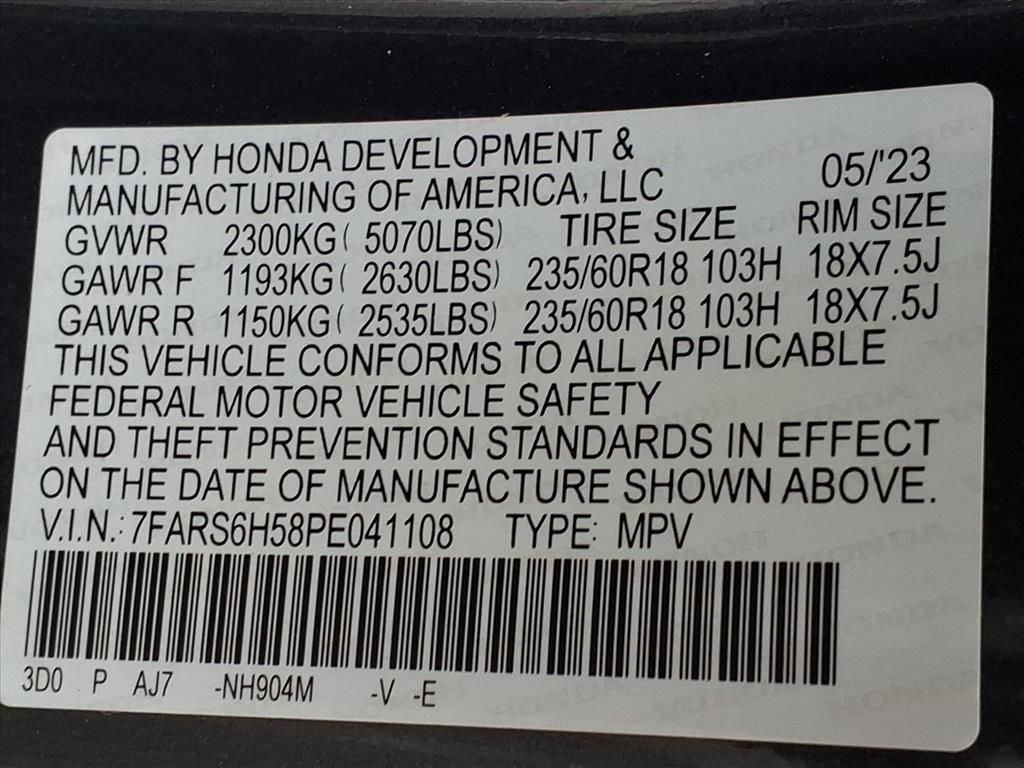 MFD. BY HONDA DEVELOPMENT &
MANUFACTURING OF AMERICA, LLC 05/'23
GVWR 2300KG( 5070LBS) TIRE SIZE RIM SIZE
GAWR F 1193KG( 2630LBS) 235/60R18 103H 18X7.5J
GAWR R 1150KG( 2535LBS) 235/60R18 103H 18X7.5J
THIS VEHICLE CONFORMS TO ALL APPLICABLE
FEDERAL MOTOR VEHICLE SAFETY
AND THEFT PREVENTION STANDARDS IN EFFECT
ON THE DATE OF MANUFACTURE SHOWN ABOVE.
V.I.N.: 7FARS6H58PE041108 TYPE: MPV
3D0 P AJ7 -NH904M -V -E